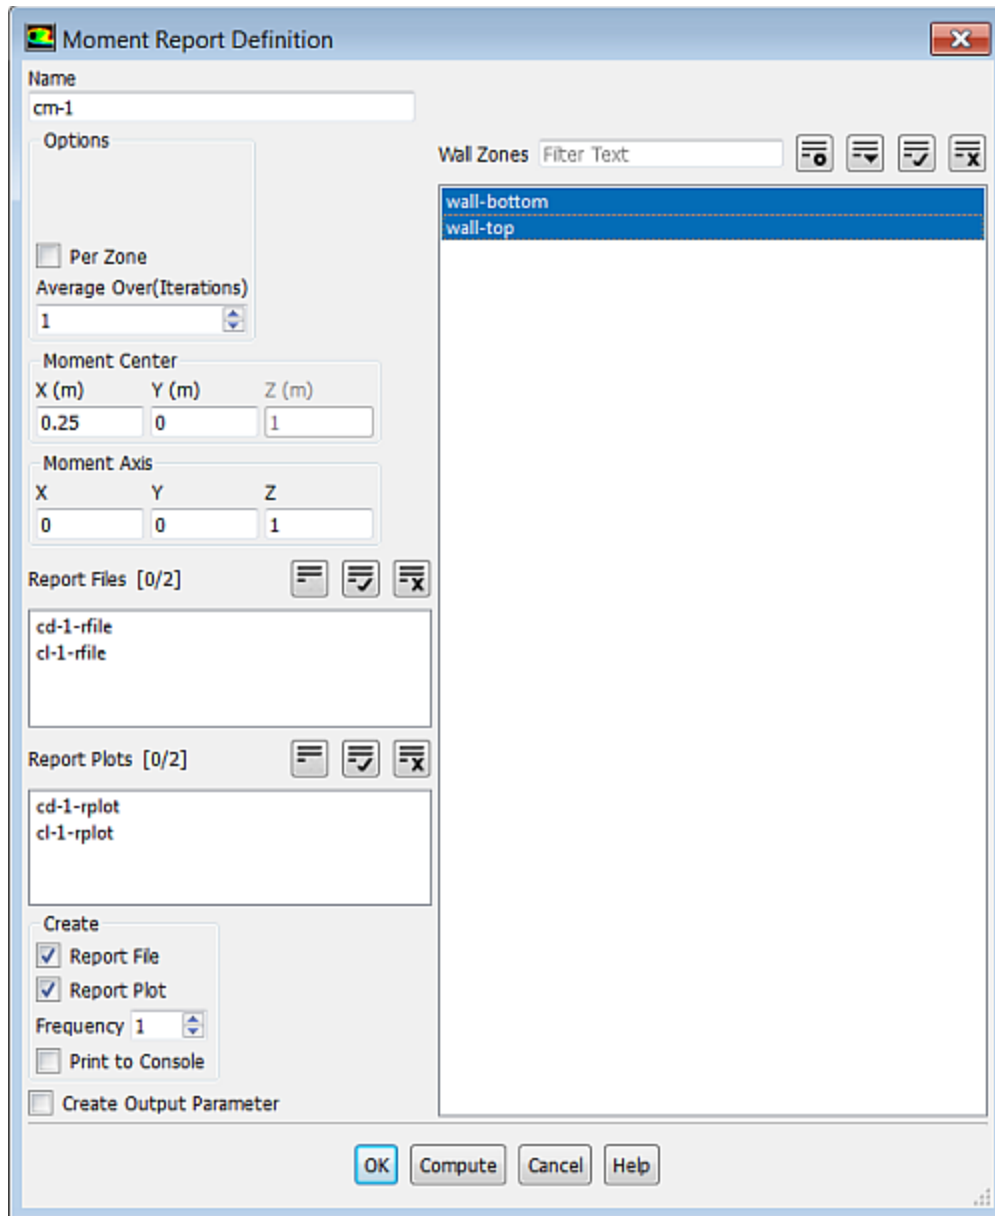 Moment Report Definition
Name
cm-1
Options
Per Zone
Average Over(Iterations)
1
Moment Center
X (m) Y (m) Z (m)
0.25 0 1
Moment Axis
X Y Z
0 0 1
Report Files [0/2]
cd-1-rfile
cl-1-rfile
Report Plots [0/2]
cd-1-rplot
cl-1-rplot
Create
Report File
Report Plot
Frequency 1
Print to Console
Create Output Parameter
Wall Zones Filter Text
wall-bottom
wall-top
OK Compute Cancel Help